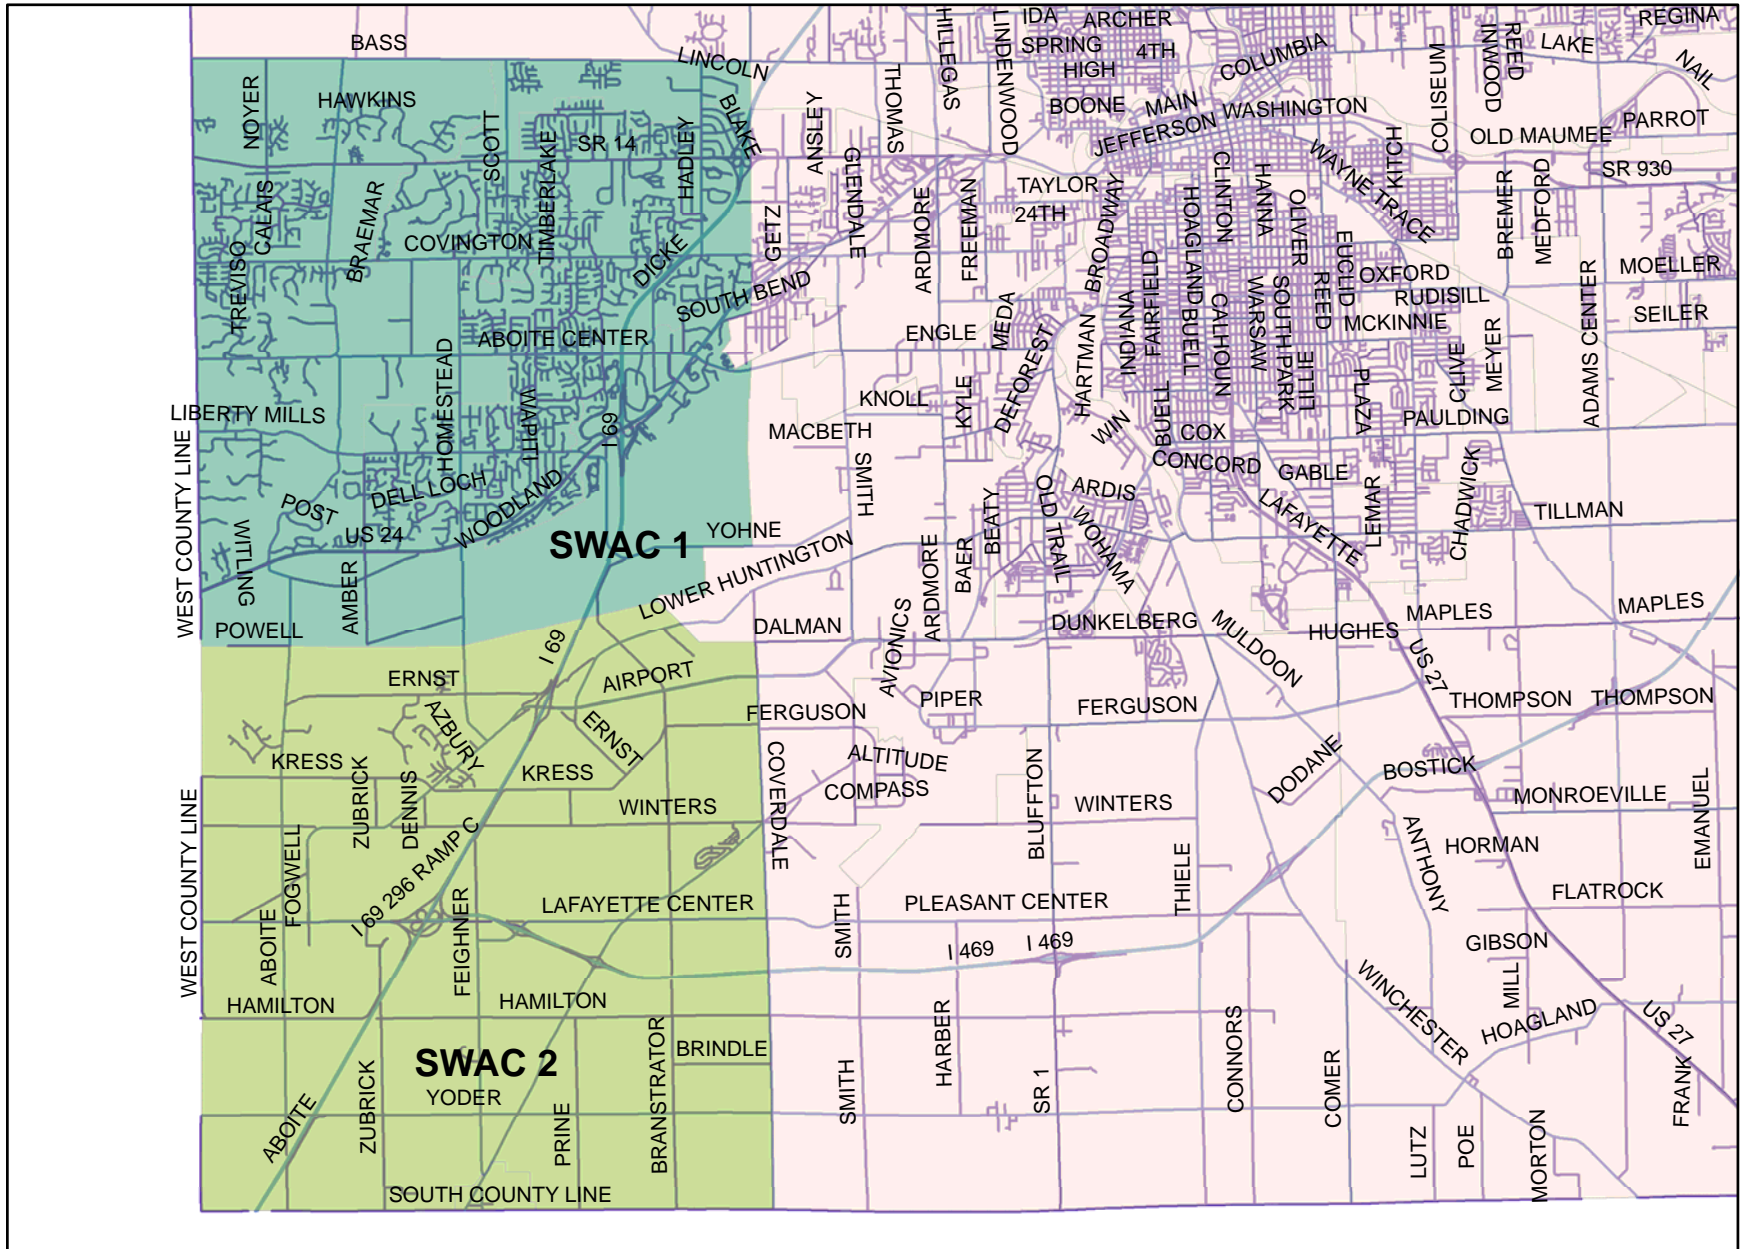 IDA
ARCHER
REGINA
HILLEGAS
LINDENWOOD
SPRING
4TH
HIGH
COLUMBIA
COLISEUM
INWOOD
REED
LAKE
NAIL
BASS
LINCOLN
NOYER
HAWKINS
SCOTT
TIMBERLAKE
SR 14
HADLEY
BLAKE
ANSLEY
THOMAS
BOONE
MAIN
WASHINGTON
JEFFERSON
OLD MAUMEE
PARROT
KITCH
WAYNE TRACE
SR 930
CALAIS
BRAEMAR
TREVISO
COVINGTON
DICKE
GETZ
GLENDALE
ARDMORE
FREEMAN
TAYLOR
24TH
BROADWAY
CLINTON
HOAGLAND
HANNA
OLIVER
EUCLID
BREMER
MEDFORD
SOUTH BEND
OXFORD
MOELLER
RUDISILL
SEILER
MCKINNIE
ABOITE CENTER
ENGLE
MEDA
DEFOREST
HARTMAN
INDIANA
FAIRFIELD
BUELL
CALHOUN
WARSAW
SOUTH PARK
REED
BITTIT
PLAZA
CLIVE
MEYER
ADAMS CENTER
HOMESTEAD
WAPITI
I 69
LIBERTY MILLS
KNOLL
KYLE
MACBETH
WIN
BUELL
COX
PAULDING
CONCORD
GABLE
WEST COUNTY LINE
POST
DELL LOCH
WOODLAND
US 24
SMITH
BEATY
ARDIS
OLD TRAIL
WOHAMA
LAFAYETTE
LEMAR
CHADWICK
TILLMAN
WITLING
AMBER
SWAC 1
YOHNE
LOWER HUNTINGTON
ARDMORE
BAER
POWELL
I 69
DALMAN
AVIONICS
DUNKELBERG
MULDOON
HUGHES
MAPLES
MAPLES
US 27
ERNST
AIRPORT
AZBURY
ERNST
FERGUSON
PIPER
FERGUSON
THOMPSON
THOMPSON
KRESS
KRESS
ZUBRICK
DENNIS
WINTERS
COVERDALE
ALTITUDE
COMPASS
BLUFFTON
WINTERS
DODANE
BOSTICK
MONROEVILLE
EMANUEL
WEST COUNTY LINE
FOGWELL
I 69 296 RAMP C
FEIGHNER
ABOITE
LAFAYETTE CENTER
SMITH
PLEASANT CENTER
THIELE
ANTHONY
HORMAN
FLATROCK
I 469
I 469
GIBSON
MILL
HAMILTON
HAMILTON
HARBER
WINCHESTER
HOAGLAND
US 27
BRANSTRATOR
BRINDLE
SWAC 2
YODER
ZUBRICK
ABOITE
PRINE
SMITH
SR 1
CONNORS
COMER
FRANK
LUTZ
POE
MORTON
SOUTH COUNTY LINE